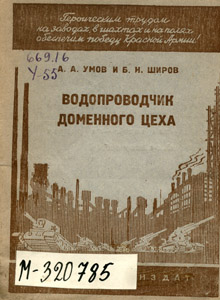 Героическим трудом
на заводах, в шахтах и на полях
обеспечим победу Красной Армии!
669.16
У-55
А. А. УМОВ И Б. Н. ШИРОВ
ВОДОПРОВОДЧИК
ДОМЕННОГО ЦЕХА
М-320785
ИЗДАТ